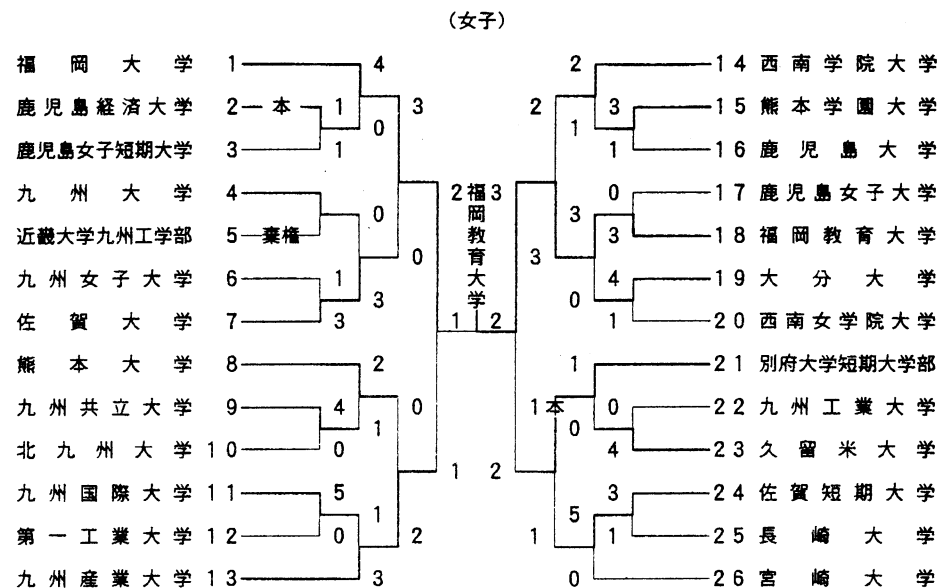 (女子)
福岡大学 1 4 2 14 西南学院大学
鹿児島経済大学 2 本 1 3 2 3 15 熊本学園大学
0 1
鹿児島女子短期大学 3 1 1 16 鹿児島大学
九州大学 4 2 福岡教育大学 3 0 17 鹿児島女子大学
0 3
近畿大学九州工学部 5 棄権 3 18 福岡教育大学
0 3
九州女子大学 6 1 4 19 大分大学
3 0
佐賀大学 7 3 1 2 1 20 西南女学院大学
熊本大学 8 2 1 21 別府大学短期大学部
九州共立大学 9 4 0 1 本 0 22 九州工業大学
1 0
北九州大学 10 0 4 23 久留米大学
1 2
九州国際大学 11 5 3 24 佐賀短期大学
1 5
第一工業大学 12 0 2 1 1 25 長崎大学
九州産業大学 13 3 0 26 宮崎大学